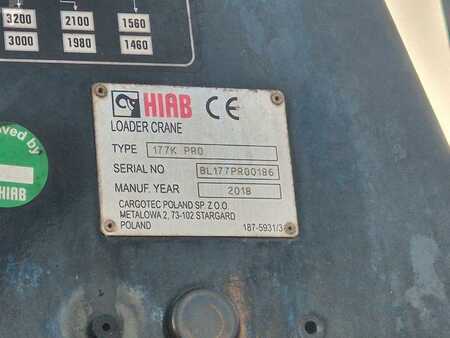 3200 2100 1560
3000 1980 1460
HIAB CE
LOADER CRANE
TYPE 177K PRO
SERIAL NO BL177PR00186
MANUF. YEAR 2018
CARGOTEC POLAND SP. Z O.O.
METALOWA 2, 73-102 STARGARD
POLAND 187-5931/3
by
HIAB